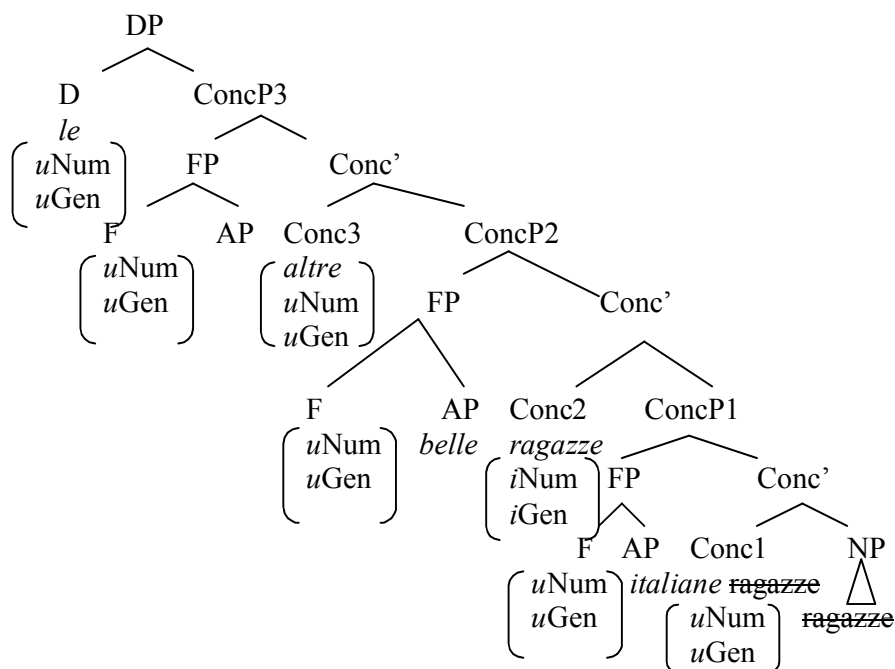 DP
D ConcP3
le
uNum FP Conc’
uGen
F AP Conc3 ConcP2
uNum altre
uGen uNum FP Conc’
uGen
F AP Conc2 ConcP1
uNum belle ragazze
uGen iNum FP Conc’
iGen
F AP Conc1 NP
uNum italiane ragazze
uGen uNum ragazze
uGen